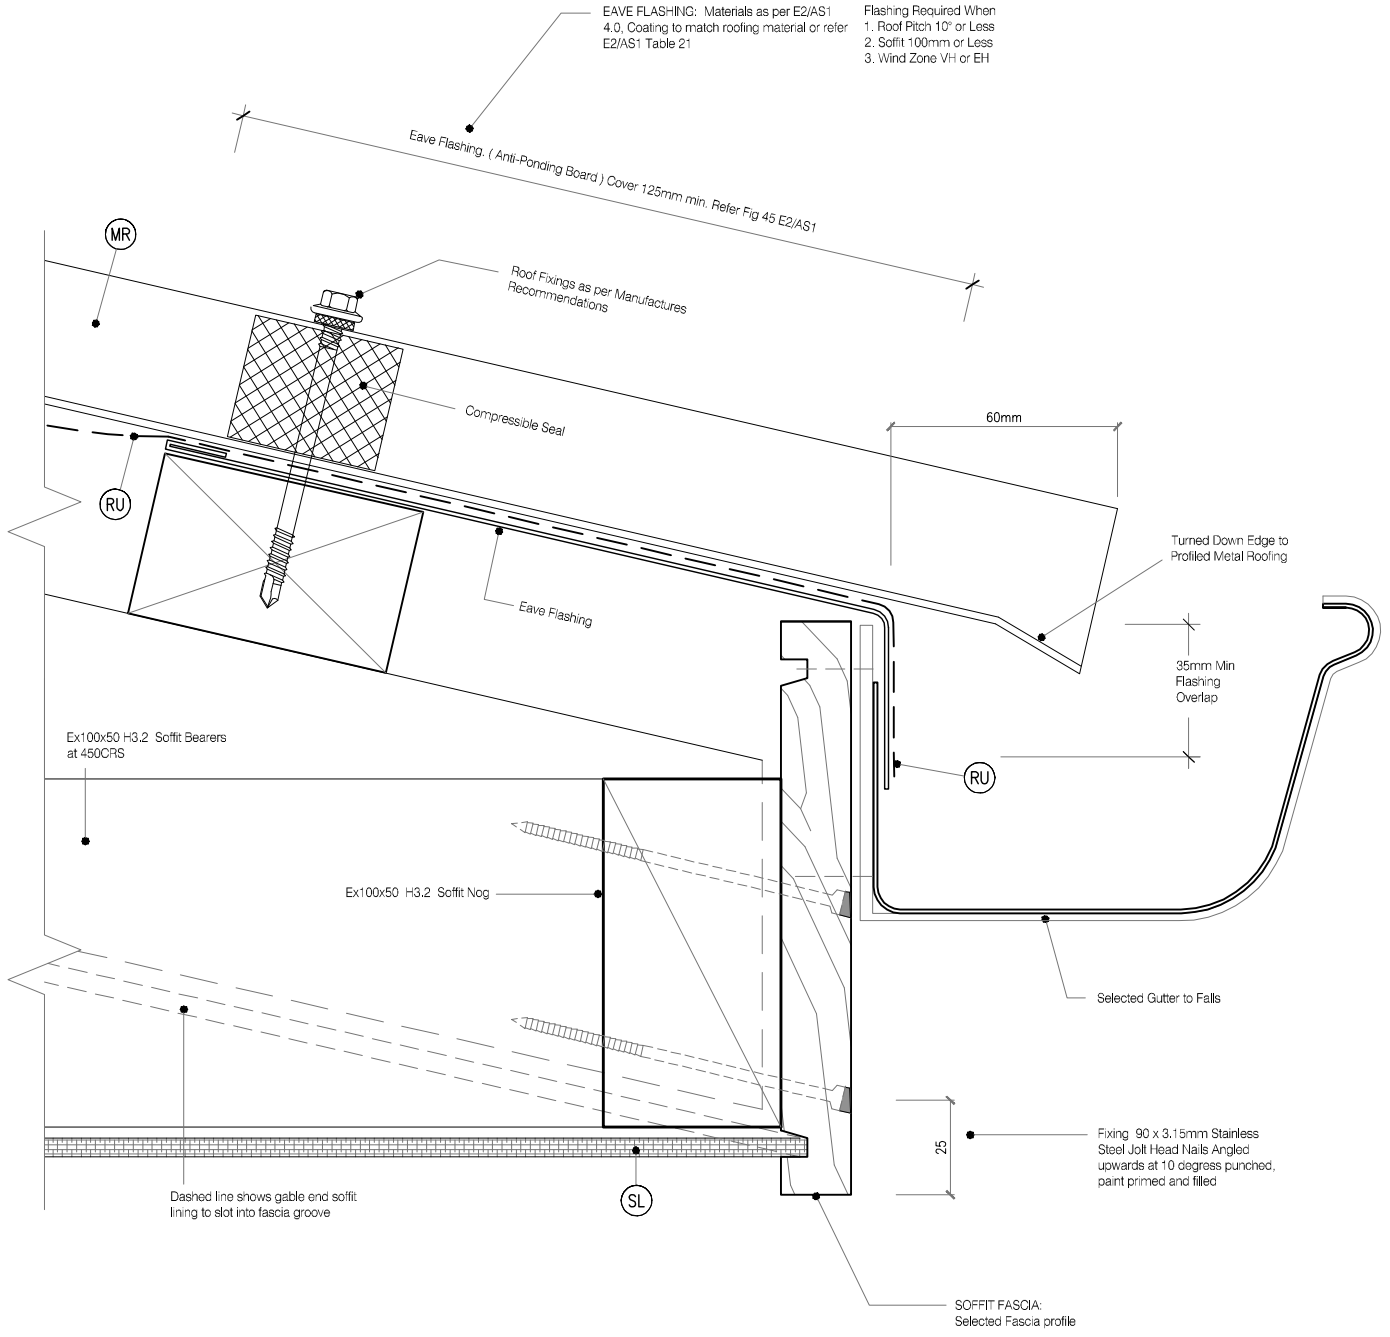 EAVE FLASHING: Materials as per E2/AS1
4.0, Coating to match roofing material or refer
E2/AS1 Table 21
Flashing Required When
1. Roof Pitch 10° or Less
2. Soffit 100mm or Less
3. Wind Zone VH or EH
Eave Flashing. ( Anti-Ponding Board ) Cover 125mm min. Refer Fig 45 E2/AS1
MR
Roof Fixings as per Manufactures
Recommendations
Compressible Seal
60mm
RU
Turned Down Edge to
Profiled Metal Roofing
Eave Flashing
35mm Min
Flashing
Overlap
Ex100x50 H3.2 Soffit Bearers
at 450CRS
RU
Ex100x50 H3.2 Soffit Nog
Selected Gutter to Falls
25
Fixing 90 x 3.15mm Stainless
Steel Jolt Head Nails Angled
upwards at 10 degress punched,
paint primed and filled
Dashed line shows gable end soffit
lining to slot into fascia groove
SL
SOFFIT FASCIA:
Selected Fascia profile